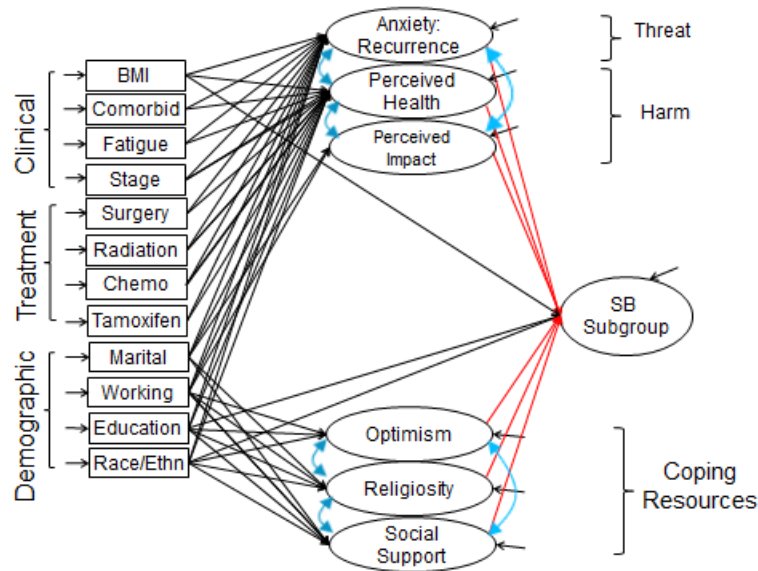 Clinical
BMI
Comorbid
Fatigue
Stage
Treatment
Surgery
Radiation
Chemo
Tamoxifen
Demographic
Marital
Working
Education
Race/Ethn
Anxiety:
Recurrence
Perceived
Health
Perceived
Impact
Threat
Harm
SB
Subgroup
Optimism
Religiosity
Social
Support
Coping
Resources